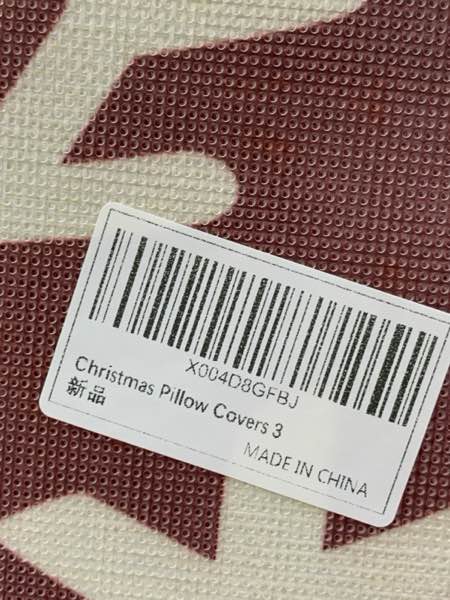 X004D8GFBJ
Christmas Pillow Covers 3
新品
MADE IN CHINA